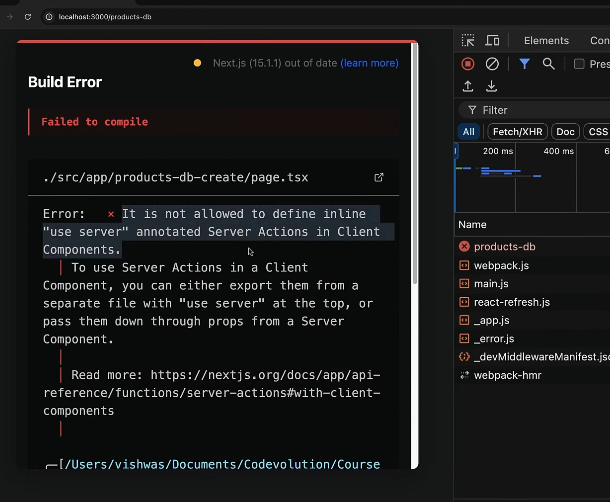 localhost:3000/products-db
Next.js (15.1.1) out of date (learn more)
Build Error
Failed to compile
./src/app/products-db-create/page.tsx
Error: × It is not allowed to define inline
"use server" annotated Server Actions in Client
Components.
| To use Server Actions in a Client
Component, you can either export them from a
separate file with "use server" at the top, or
pass them down through props from a Server
Component.
|
| Read more: https://nextjs.org/docs/app/api-
reference/functions/server-actions#with-client-
components
|
╭─[/Users/vishwas/Documents/Codevolution/Course
Elements Con
Pres
Filter
All Fetch/XHR Doc CSS
200 ms 400 ms 6
Name
products-db
webpack.js
main.js
react-refresh.js
_app.js
_error.js
_devMiddlewareManifest.jso
webpack-hmr